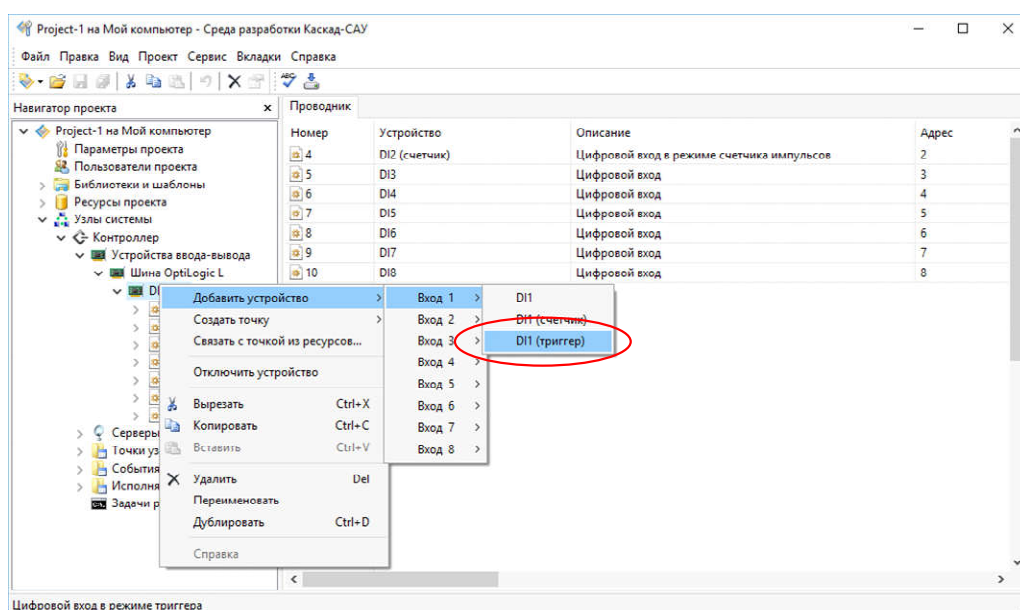 Project-1 на Мой компьютер - Среда разработки Каскад-САУ
Файл Правка Вид Проект Сервис Вкладки Справка
Навигатор проекта
Проводник
Project-1 на Мой компьютер
Параметры проекта
Пользователи проекта
Библиотеки и шаблоны
Ресурсы проекта
Узлы системы
Контроллер
Устройства ввода-вывода
Шина OptiLogic L
DI
Серверы
Точки уз
События
Исполня
Задачи р
Номер Устройство Описание Адрес
4 DI2 (счетчик) Цифровой вход в режиме счетчика импульсов 2
5 DI3 Цифровой вход 3
6 DI4 Цифровой вход 4
7 DI5 Цифровой вход 5
8 DI6 Цифровой вход 6
9 DI7 Цифровой вход 7
10 DI8 Цифровой вход 8
Добавить устройство
Создать точку
Связать с точкой из ресурсов...
Отключить устройство
Вырезать Ctrl+X
Копировать Ctrl+C
Вставить Ctrl+V
Удалить Del
Переименовать
Дублировать Ctrl+D
Справка
Вход 1
Вход 2
Вход 3
Вход 4
Вход 5
Вход 6
Вход 7
Вход 8
DI1
DI1 (счетчик)
DI1 (триггер)
Цифровой вход в режиме триггера